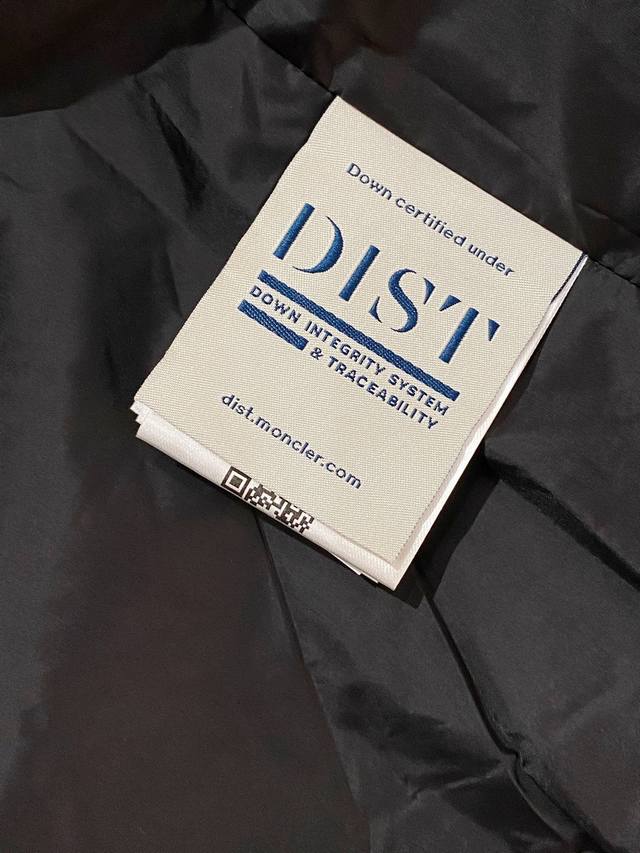 Down certified under
DIST
DOWN INTEGRITY SYSTEM
& TRACEABILITY
dist.moncler.com